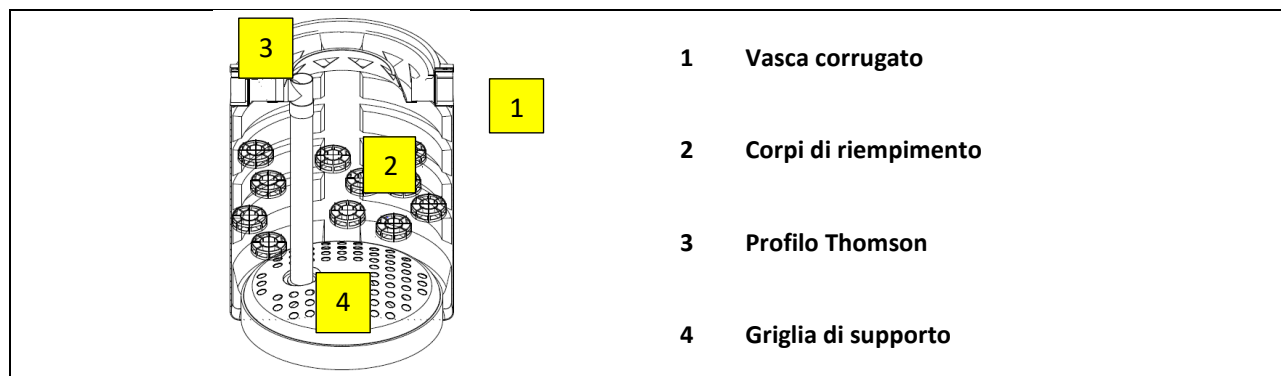 3
1
2
4
1 Vasca corrugato
2 Corpi di riempimento
3 Profilo Thomson
4 Griglia di supporto